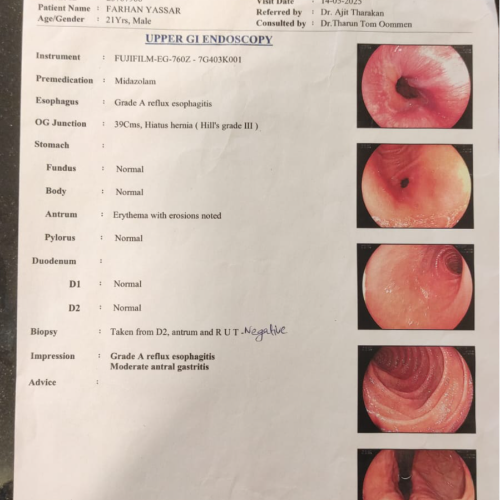 Patient Name : FARHAN YASSAR
Age/Gender : 21Yrs, Male
Visit Date : 14-05-2025
Referred by : Dr. Ajit Tharakan
Consulted by : Dr.Tharun Tom Oommen
UPPER GI ENDOSCOPY
Instrument : FUJIFILM-EG-760Z - 7G403K001
Premedication : Midazolam
Esophagus : Grade A reflux esophagitis
OG Junction : 39Cms, Hiatus hernia ( Hill's grade III )
Stomach :
Fundus : Normal
Body : Normal
Antrum : Erythema with erosions noted
Pylorus : Normal
Duodenum :
D1 : Normal
D2 : Normal
Biopsy : Taken from D2, antrum and R U T - Negative
Impression : Grade A reflux esophagitis
Moderate antral gastritis
Advice :